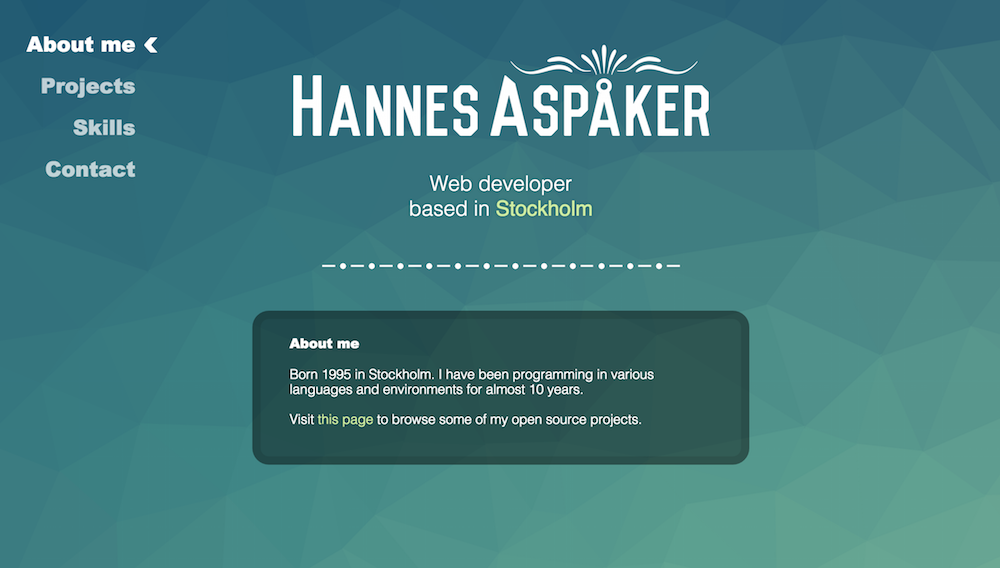 About me
Projects
Skills
Contact
HANNES ASPÅKER
Web developer
based in Stockholm
About me
Born 1995 in Stockholm. I have been programming in various
languages and environments for almost 10 years.
Visit this page to browse some of my open source projects.